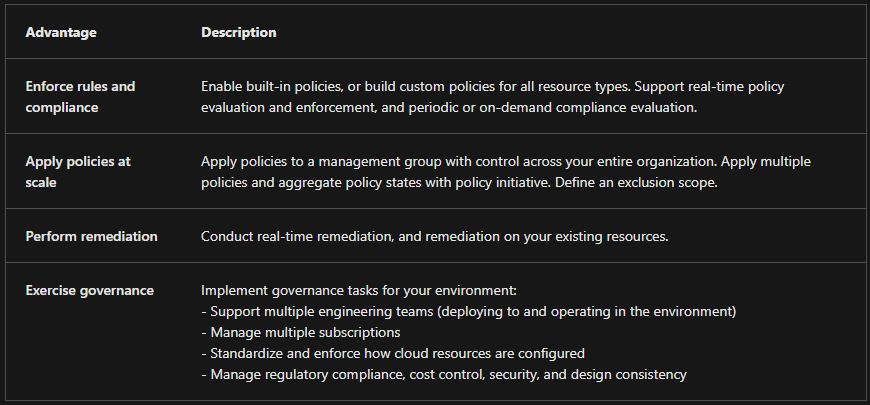 Advantage Description
Enforce rules and Enable built-in policies, or build custom policies for all resource types. Support real-time policy
compliance evaluation and enforcement, and periodic or on-demand compliance evaluation.
Apply policies at Apply policies to a management group with control across your entire organization. Apply multiple
scale policies and aggregate policy states with policy initiative. Define an exclusion scope.
Perform remediation Conduct real-time remediation, and remediation on your existing resources.
Exercise governance Implement governance tasks for your environment:
- Support multiple engineering teams (deploying to and operating in the environment)
- Manage multiple subscriptions
- Standardize and enforce how cloud resources are configured
- Manage regulatory compliance, cost control, security, and design consistency